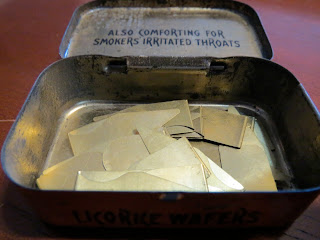 ALSO COMFORTING FOR
SMOKERS IRRITATED THROATS
LICORICE WAFERS